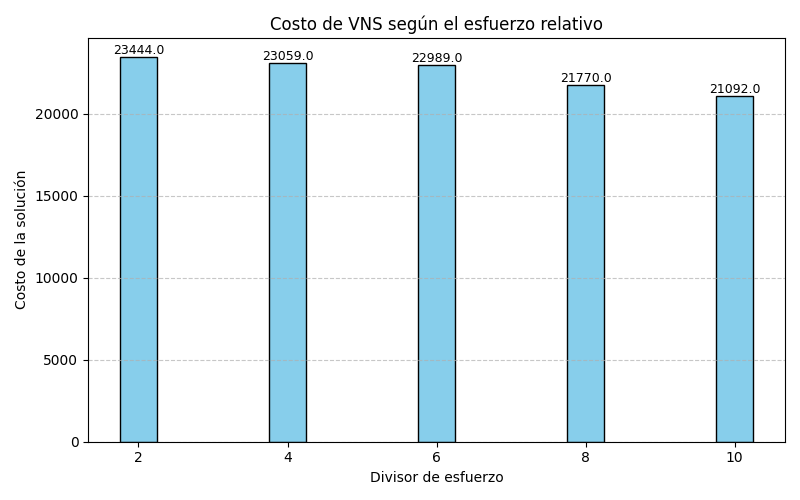 Costo de VNS según el esfuerzo relativo
23444.0
23059.0
22989.0
21770.0
21092.0
20000
15000
10000
5000
0
Costo de la solución
2 4 6 8 10
Divisor de esfuerzo